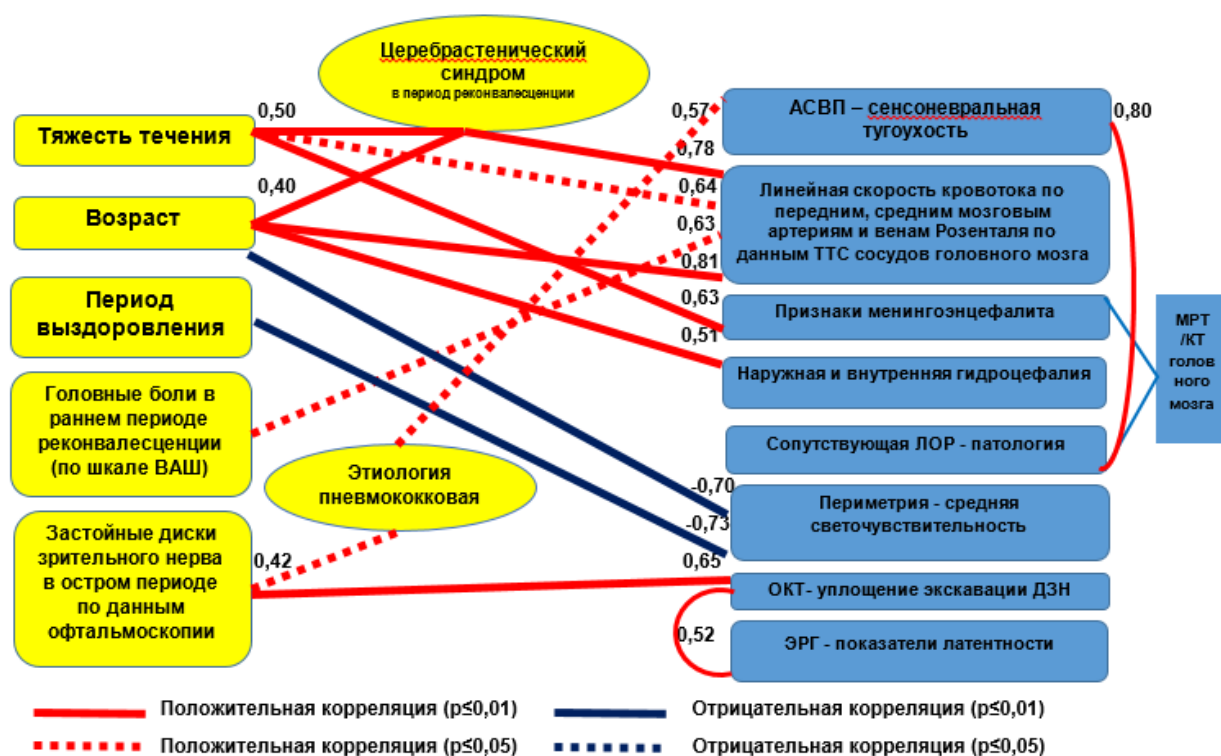 Церебрастенический
синдром
в период реконвалесценции
0,50
Тяжесть течения
0,40
Возраст
Период
выздоровления
Головные боли в
раннем периоде
реконвалесценции
(по шкале ВАШ)
Этиология
пневмококковая
Застойные диски
зрительного нерва
в остром периоде
по данным
офтальмоскопии
0,42
0,57
АСВП – сенсоневральная
тугоухость
0,80
0,78
0,64
0,63
0,81
Линейная скорость кровотока по
передним, средним мозговым
артериям и венам Розенталя по
данным ТТС сосудов головного мозга
0,63
Признаки менингоэнцефалита
0,51
Наружная и внутренняя гидроцефалия
МРТ
/КТ
голов
ного
мозга
Сопутствующая ЛОР - патология
-0,70
-0,73
Периметрия - средняя
светочувствительность
0,65
ОКТ- уплощение экскавации ДЗН
0,52
ЭРГ - показатели латентности
Положительная корреляция (p≤0,01)
Отрицательная корреляция (p≤0,01)
Положительная корреляция (p≤0,05)
Отрицательная корреляция (p≤0,05)